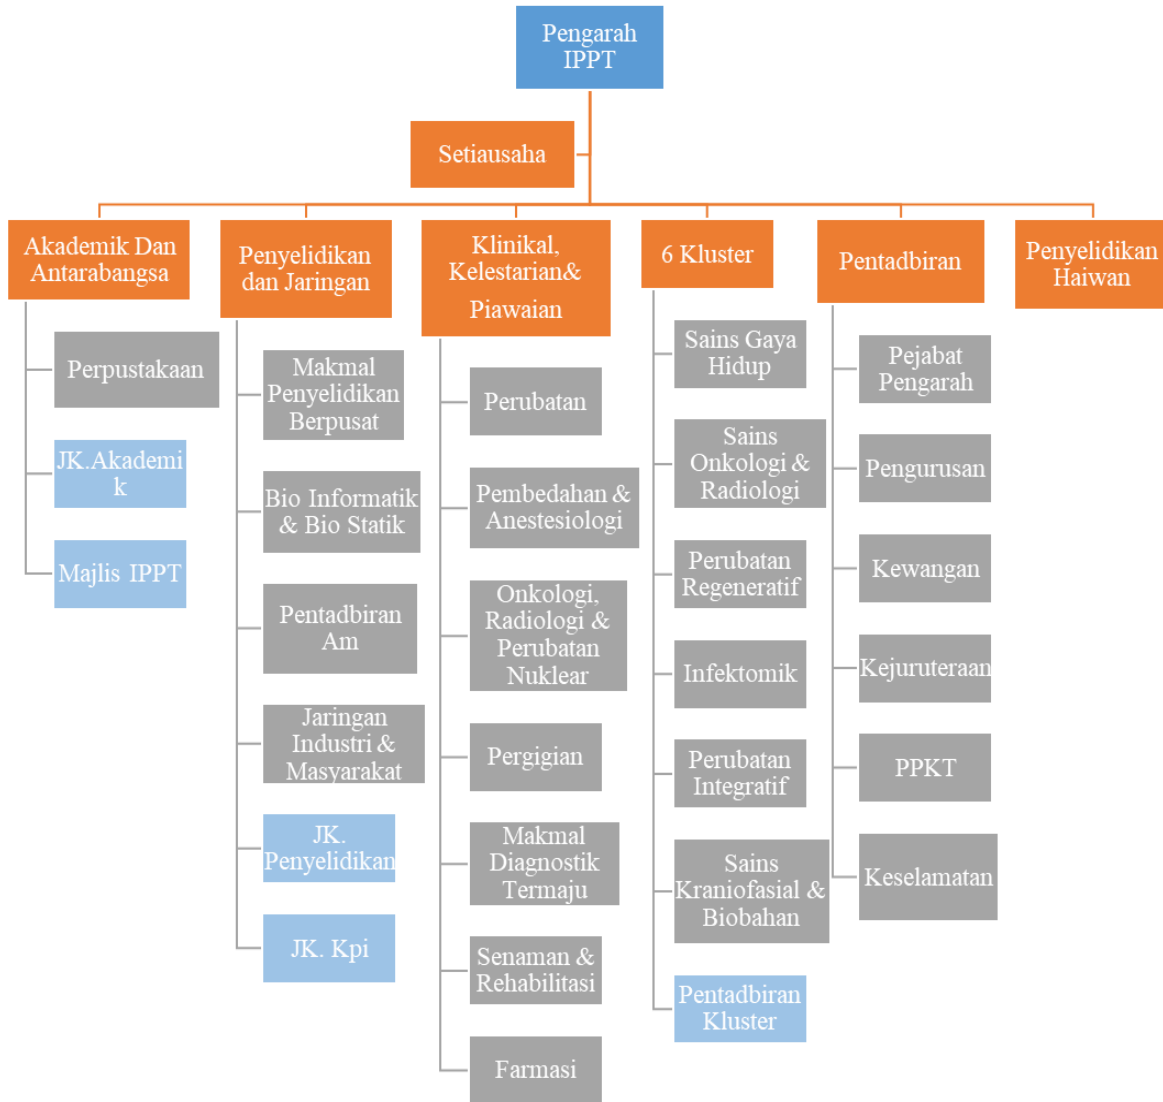 Pengarah
IPPT
Setiausaha
Akademik Dan
Antarabangsa
Perpustakaan
JK.Akademi
k
Majlis IPPT
Penyelidikan
dan Jaringan
Makmal
Penyelidikan
Berpusat
Bio Informatik
& Bio Statik
Pentadbiran
Am
Jaringan
Industri &
Masyarakat
JK.
Penyelidikan
JK. Kpi
Klinikal,
Kelestarian&
Piawaian
Perubatan
Pembedahan &
Anestesiologi
Onkologi,
Radiologi &
Perubatan
Nuklear
Pergigian
Makmal
Diagnostik
Termaju
Senaman &
Rehabilitasi
Farmasi
6 Kluster
Sains Gaya
Hidup
Sains
Onkologi &
Radiologi
Perubatan
Regeneratif
Infektomik
Perubatan
Integratif
Sains
Kraniofasial &
Biobahan
Pentadbiran
Kluster
Pentadbiran
Pejabat
Pengarah
Pengurusan
Kewangan
Kejuruteraan
PPKT
Keselamatan
Penyelidikan
Haiwan